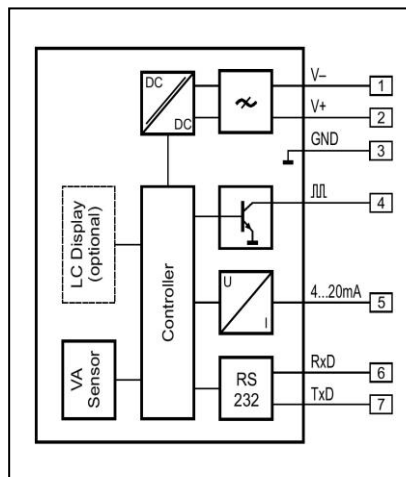 V–
DC
DC
1
V+
2
GND
3
4
LC Display
(optional)
Controller
U
I
4...20mA
5
VA
Sensor
RS
232
RxD
6
TxD
7